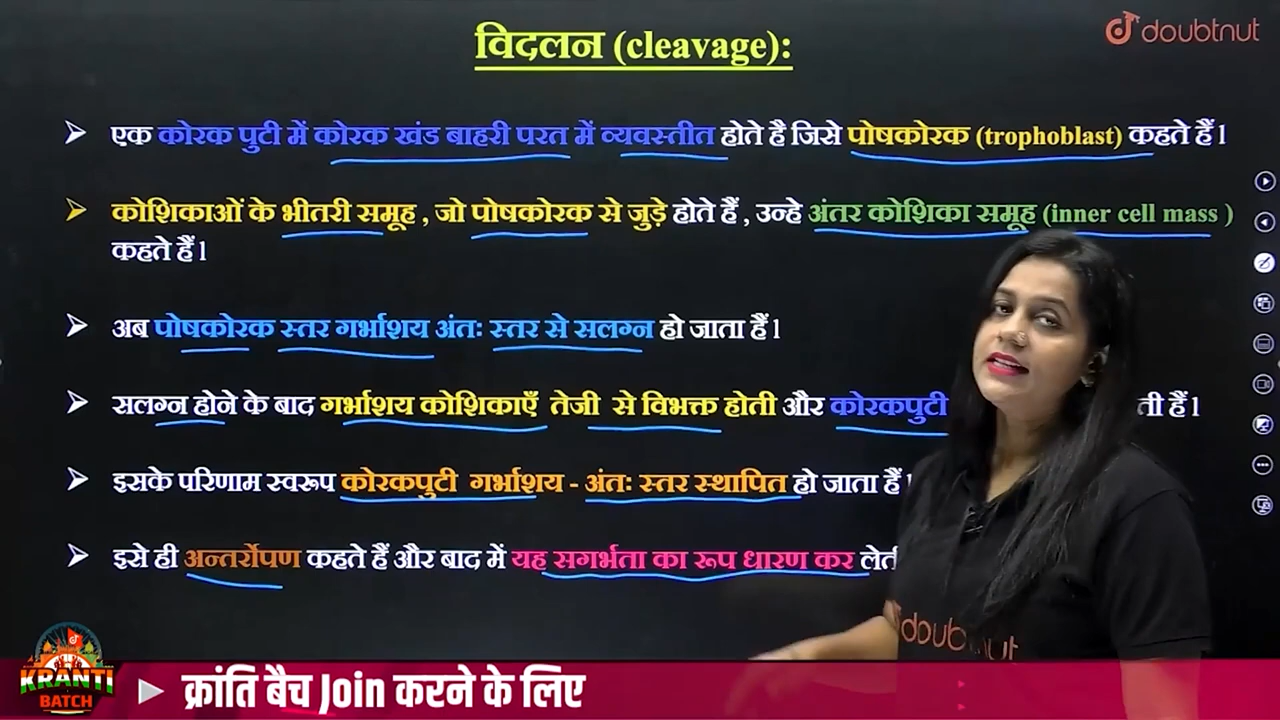 doubtnut
विदलन (cleavage):
एक कोरक पुटी में कोरक खंड बाहरी परत में व्यवस्तीत होते है जिसे पोषकोरक (trophoblast) कहते हैं l
कोशिकाओं के भीतरी समूह , जो पोषकोरक से जुड़े होते हैं , उन्हे अंतर कोशिका समूह (inner cell mass )
कहते हैं l
अब पोषकोरक स्तर गर्भाशय अंतः स्तर से सलग्न हो जाता हैं l
सलग्न होने के बाद गर्भाशय कोशिकाएँ तेजी से विभक्त होती और कोरकपुटी ती हैं l
इसके परिणाम स्वरूप कोरकपुटी गर्भाशय - अंतः स्तर स्थापित हो जाता हैं l
इसे ही अन्तर्रोपण कहते हैं और बाद में यह सगर्भता का रूप धारण कर लेती
doubtnut
KRANTI
BATCH
क्रांति बैच Join करने के लिए